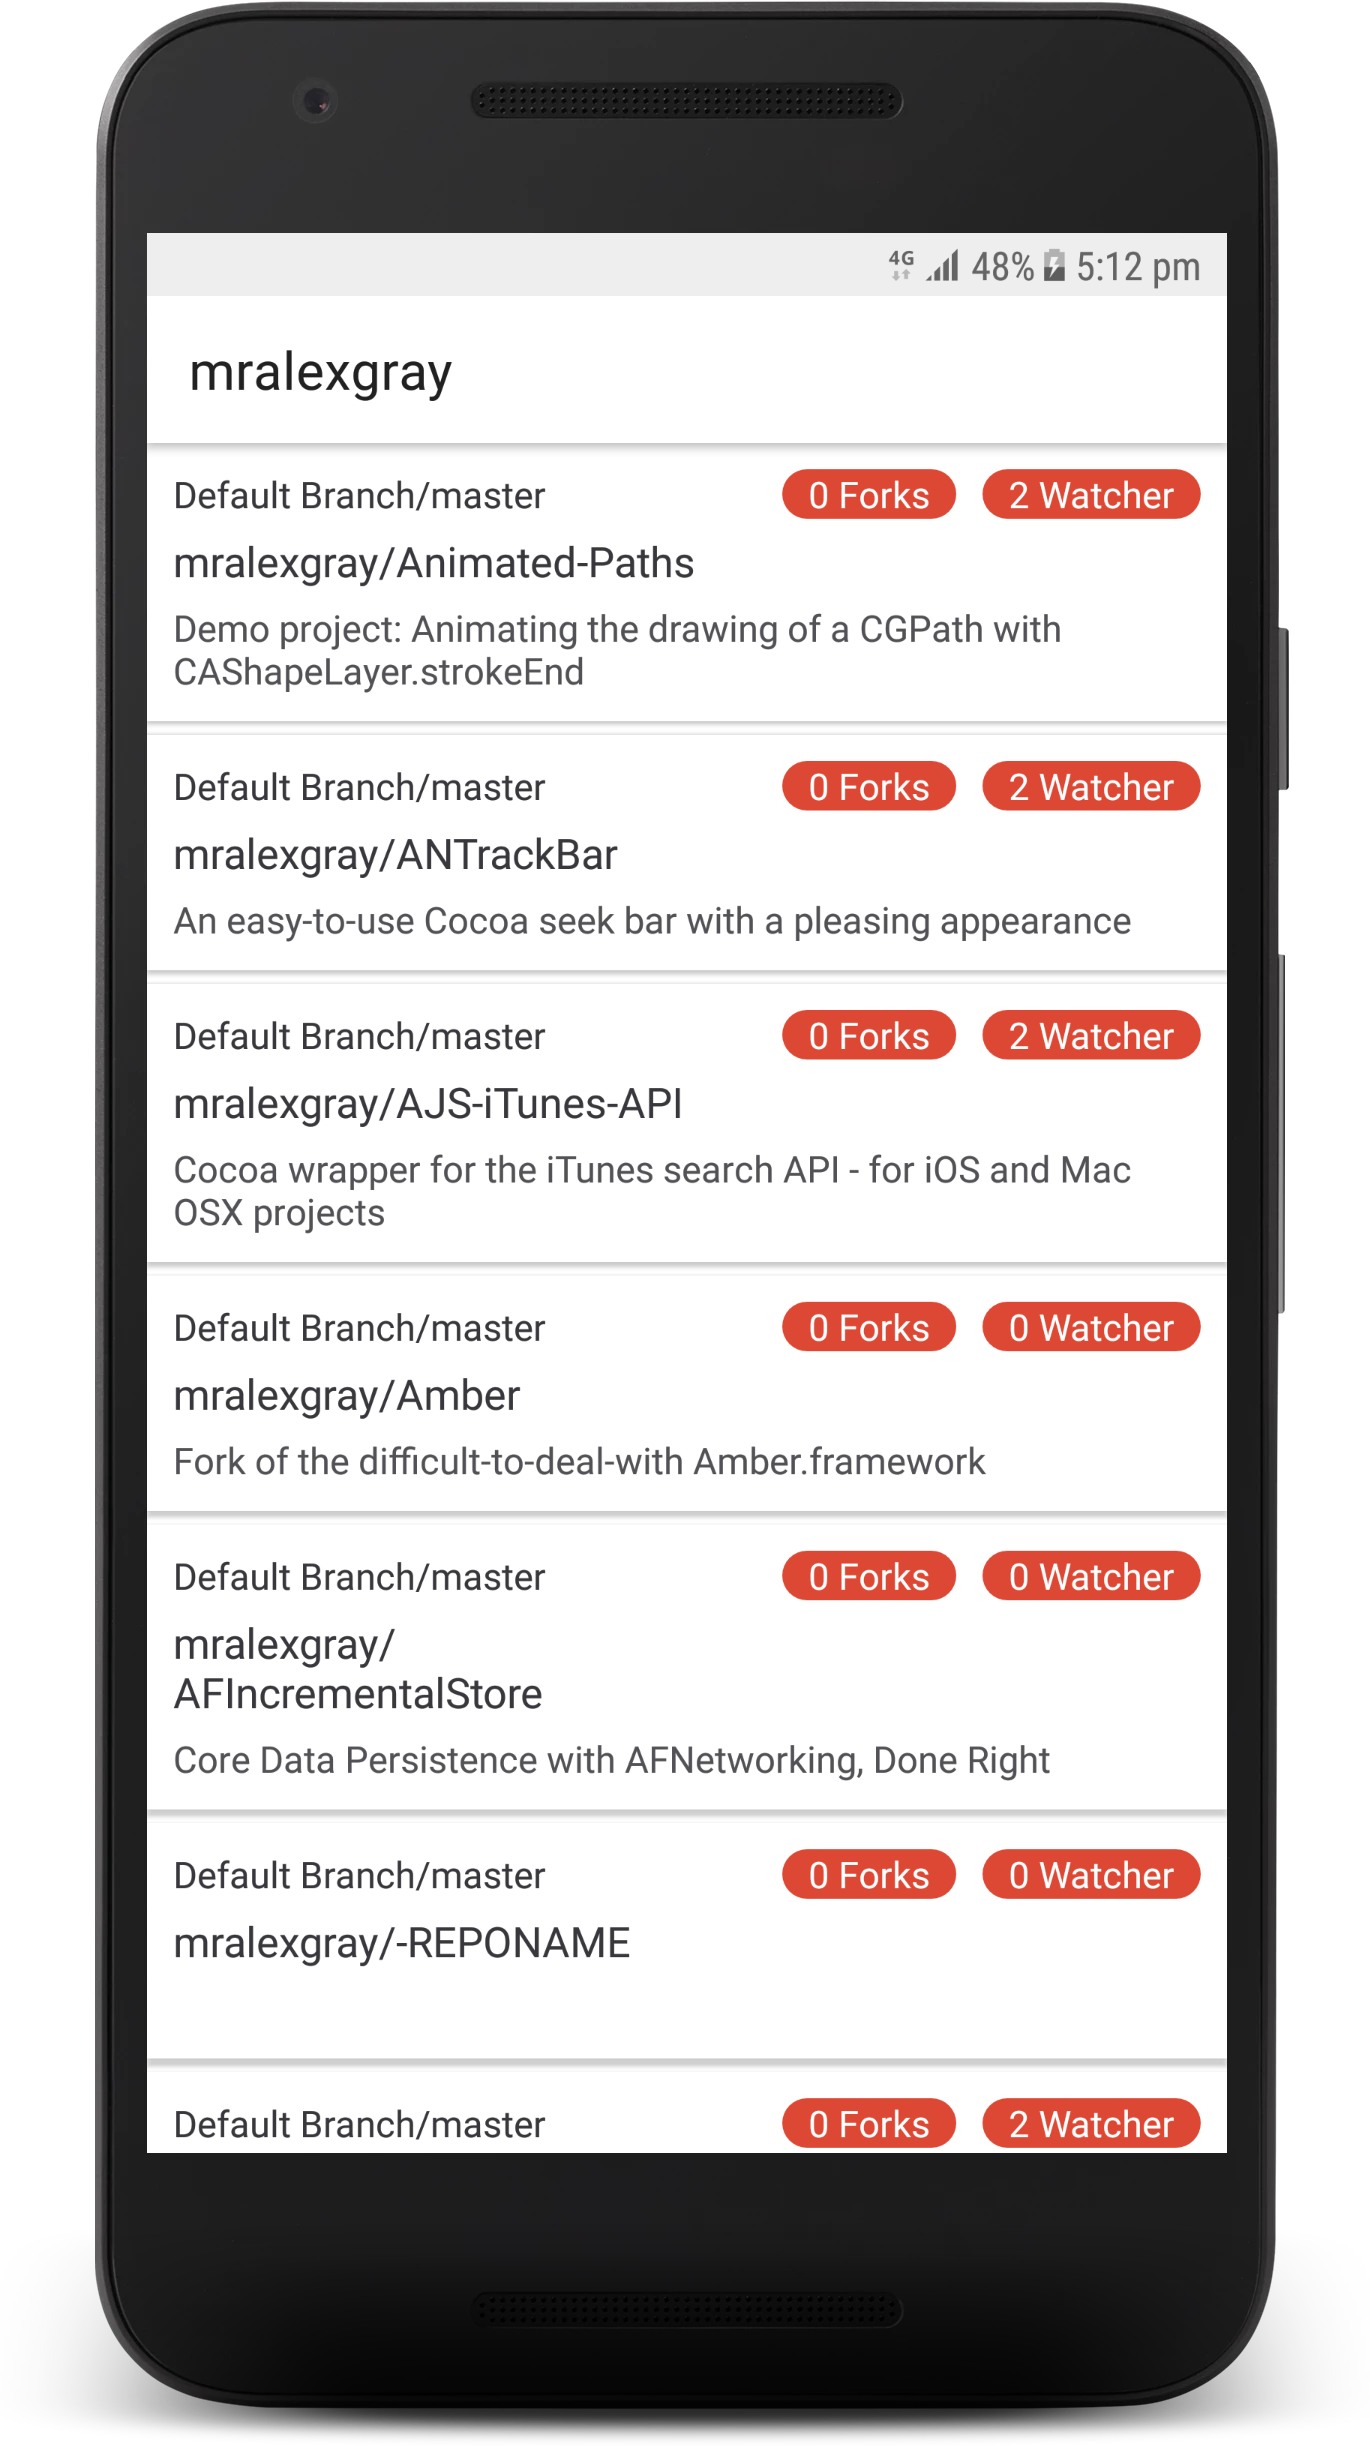 4G 48% 5:12 pm
mralexgray
Default Branch/master 0 Forks 2 Watcher
mralexgray/Animated-Paths
Demo project: Animating the drawing of a CGPath with
CAShapeLayer.strokeEnd
Default Branch/master 0 Forks 2 Watcher
mralexgray/ANTrackBar
An easy-to-use Cocoa seek bar with a pleasing appearance
Default Branch/master 0 Forks 2 Watcher
mralexgray/AJS-iTunes-API
Cocoa wrapper for the iTunes search API - for iOS and Mac
OSX projects
Default Branch/master 0 Forks 0 Watcher
mralexgray/Amber
Fork of the difficult-to-deal-with Amber.framework
Default Branch/master 0 Forks 0 Watcher
mralexgray/
AFIncrementalStore
Core Data Persistence with AFNetworking, Done Right
Default Branch/master 0 Forks 0 Watcher
mralexgray/-REPONAME
Default Branch/master 0 Forks 2 Watcher